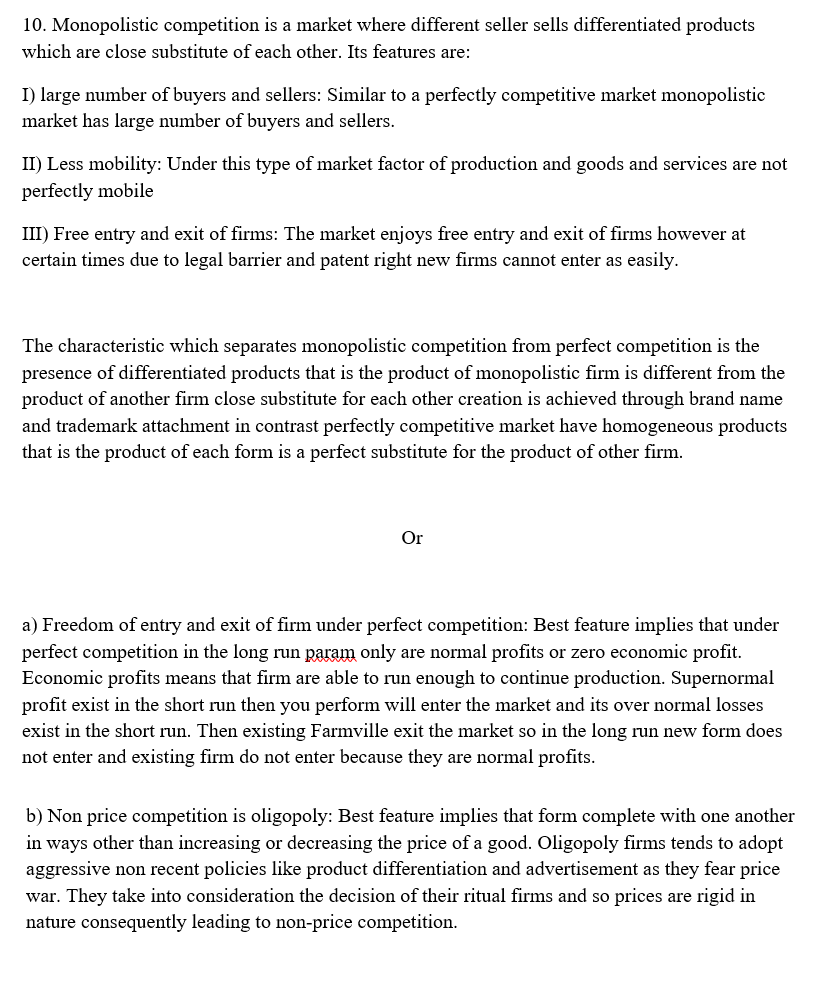 10. Monopolistic competition is a market where different seller sells differentiated products
which are close substitute of each other. Its features are:
I) large number of buyers and sellers: Similar to a perfectly competitive market monopolistic
market has large number of buyers and sellers.
II) Less mobility: Under this type of market factor of production and goods and services are not
perfectly mobile
III) Free entry and exit of firms: The market enjoys free entry and exit of firms however at
certain times due to legal barrier and patent right new firms cannot enter as easily.
The characteristic which separates monopolistic competition from perfect competition is the
presence of differentiated products that is the product of monopolistic firm is different from the
product of another firm close substitute for each other creation is achieved through brand name
and trademark attachment in contrast perfectly competitive market have homogeneous products
that is the product of each form is a perfect substitute for the product of other firm.
Or
a) Freedom of entry and exit of firm under perfect competition: Best feature implies that under
perfect competition in the long run param only are normal profits or zero economic profit.
Economic profits means that firm are able to run enough to continue production. Supernormal
profit exist in the short run then you perform will enter the market and its over normal losses
exist in the short run. Then existing Farmville exit the market so in the long run new form does
not enter and existing firm do not enter because they are normal profits.
b) Non price competition is oligopoly: Best feature implies that form complete with one another
in ways other than increasing or decreasing the price of a good. Oligopoly firms tends to adopt
aggressive non recent policies like product differentiation and advertisement as they fear price
war. They take into consideration the decision of their ritual firms and so prices are rigid in
nature consequently leading to non-price competition.